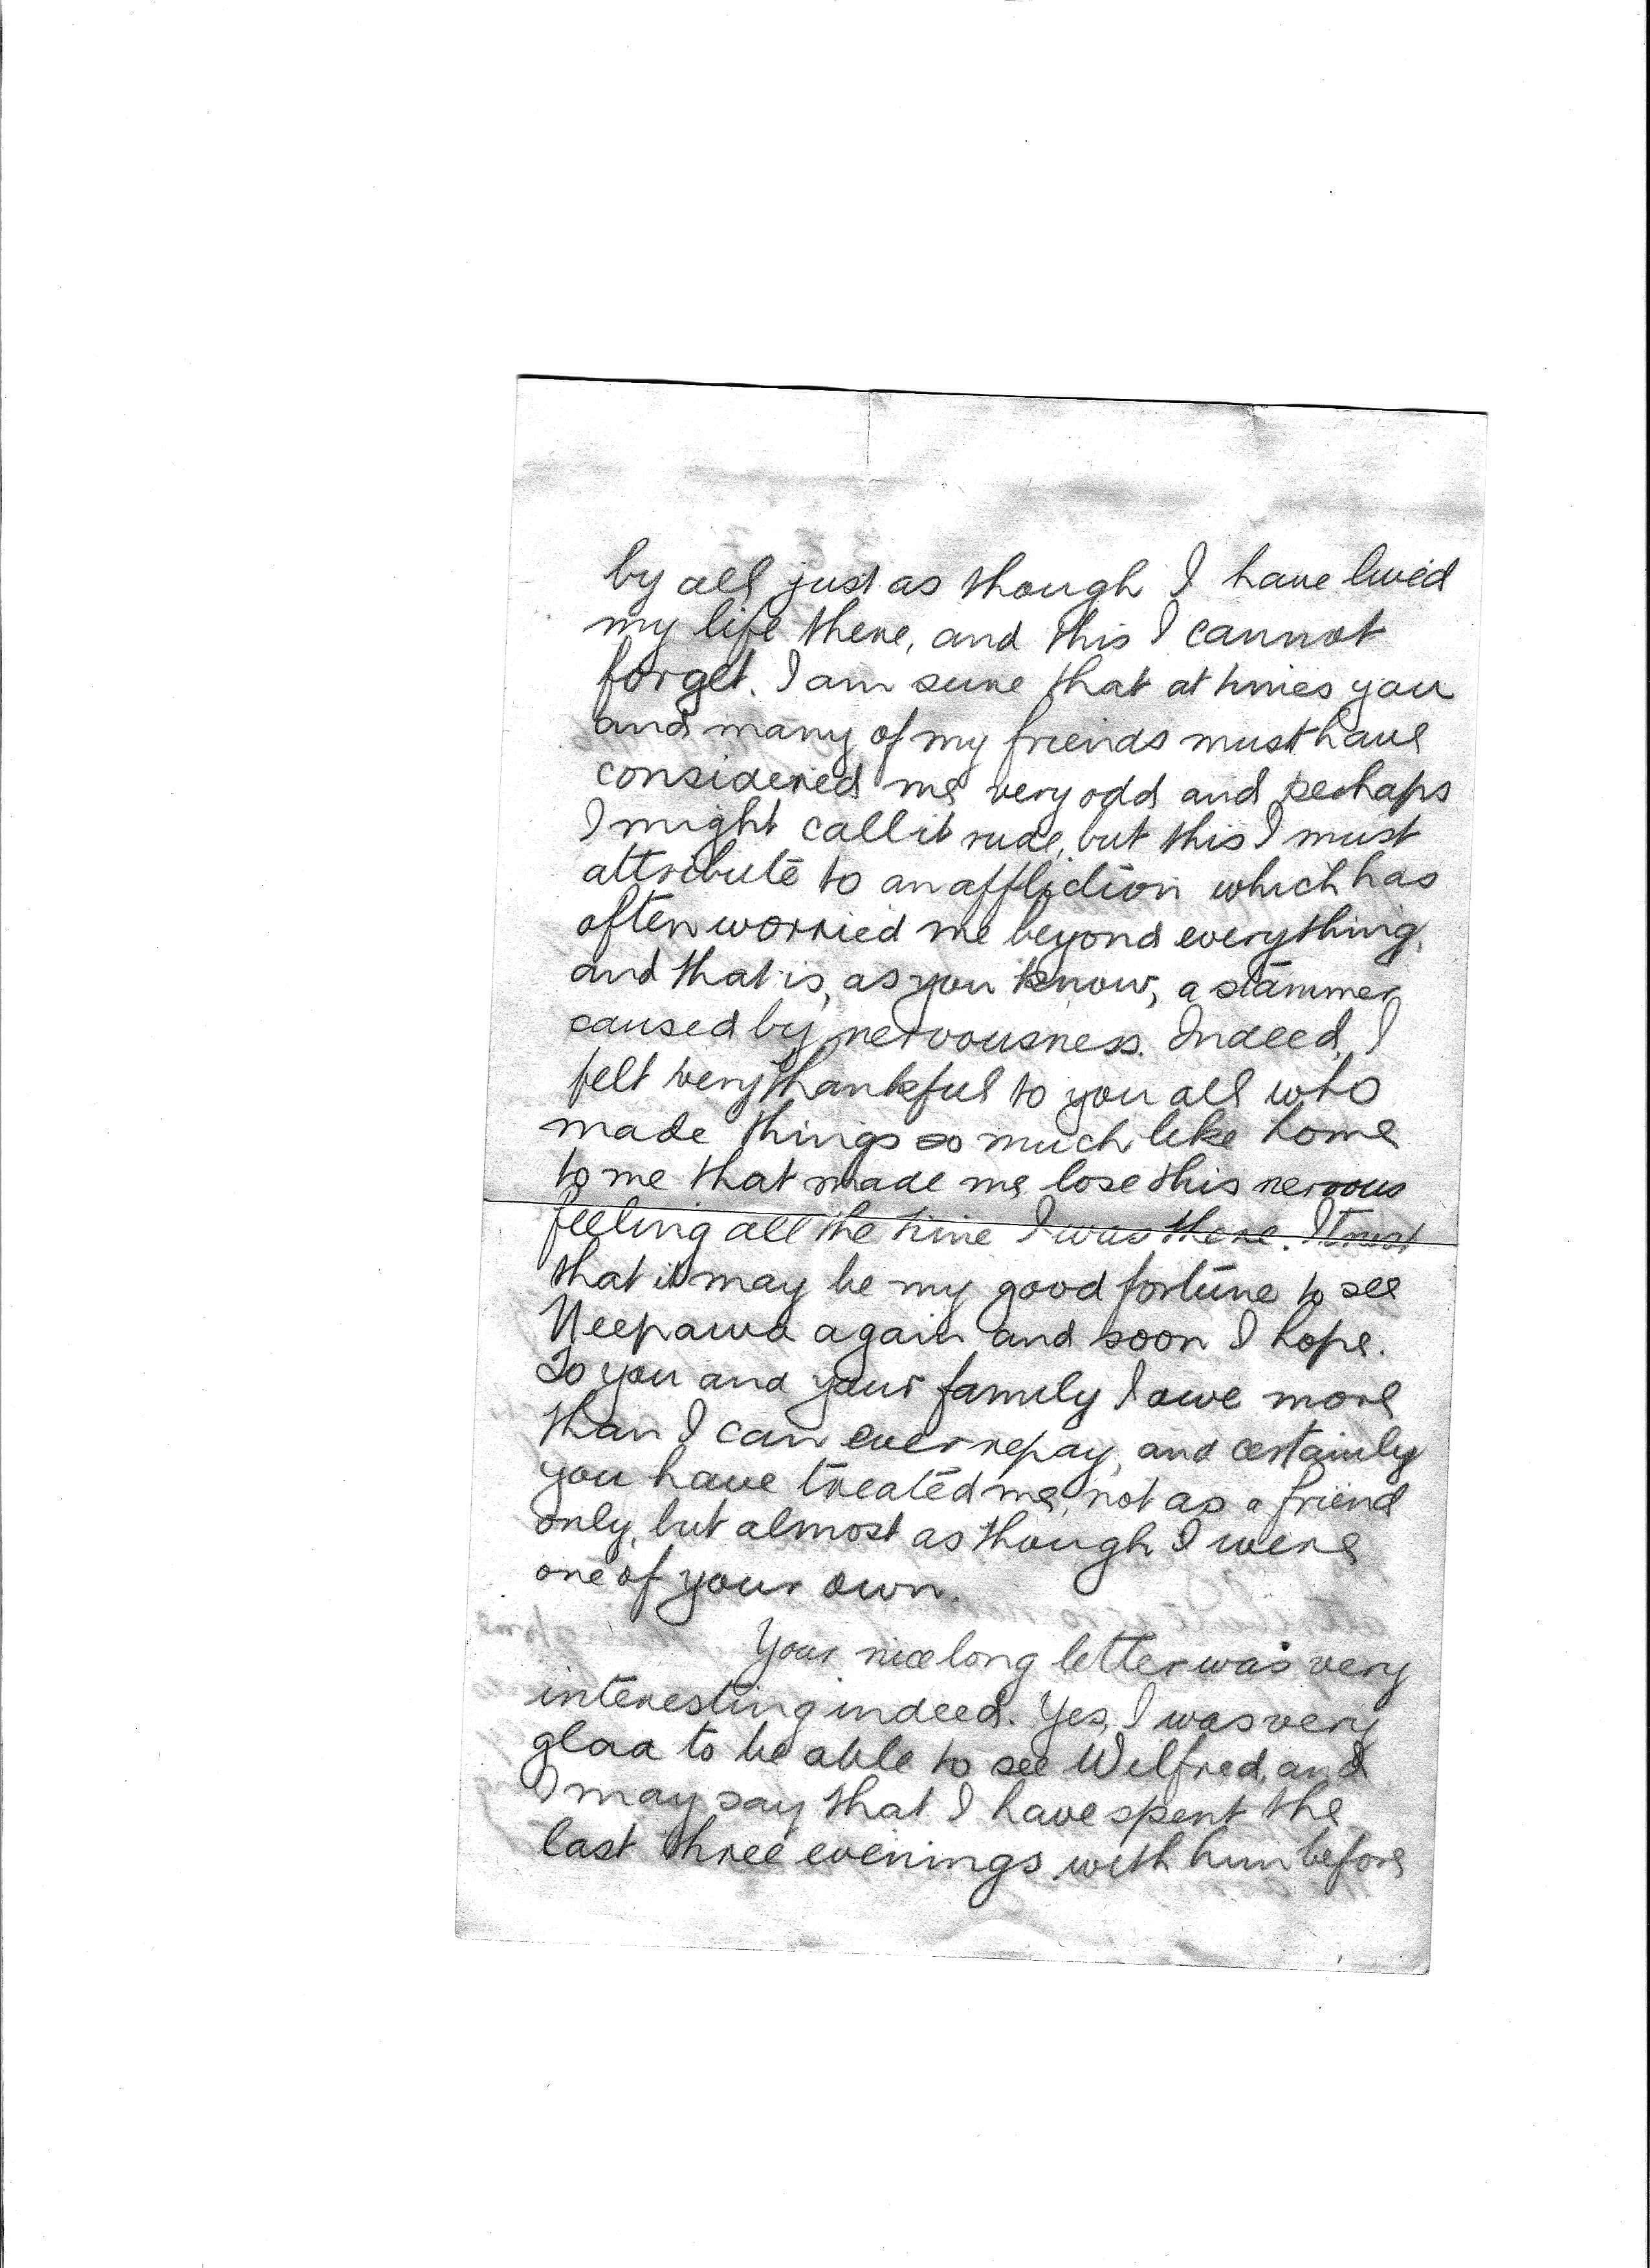 by all just as though I have lived
my life there, and this I cannot
forget. I am sure that at times you
and many of my friends must have
considered me very odd and perhaps
I might call it rude, but this I must
attribute to an affliction which has
often worried me beyond everything,
and that is, as you know, a stammer
caused by nervousness. Indeed, I
felt very thankful to you all who
made things so much like home
to me that made me lose this nervous
feeling all the time I was there. I trust
that it may be my good fortune to see
Neepawa again and soon I hope.
To you and your family I owe more
than I can ever repay, and certainly
you have treated me, not as a friend
only, but almost as though I were
one of your own.
Your nice long letter was very
interesting indeed. Yes, I was very
glad to be able to see Wilfred, and
I may say that I have spent the
last three evenings with him before